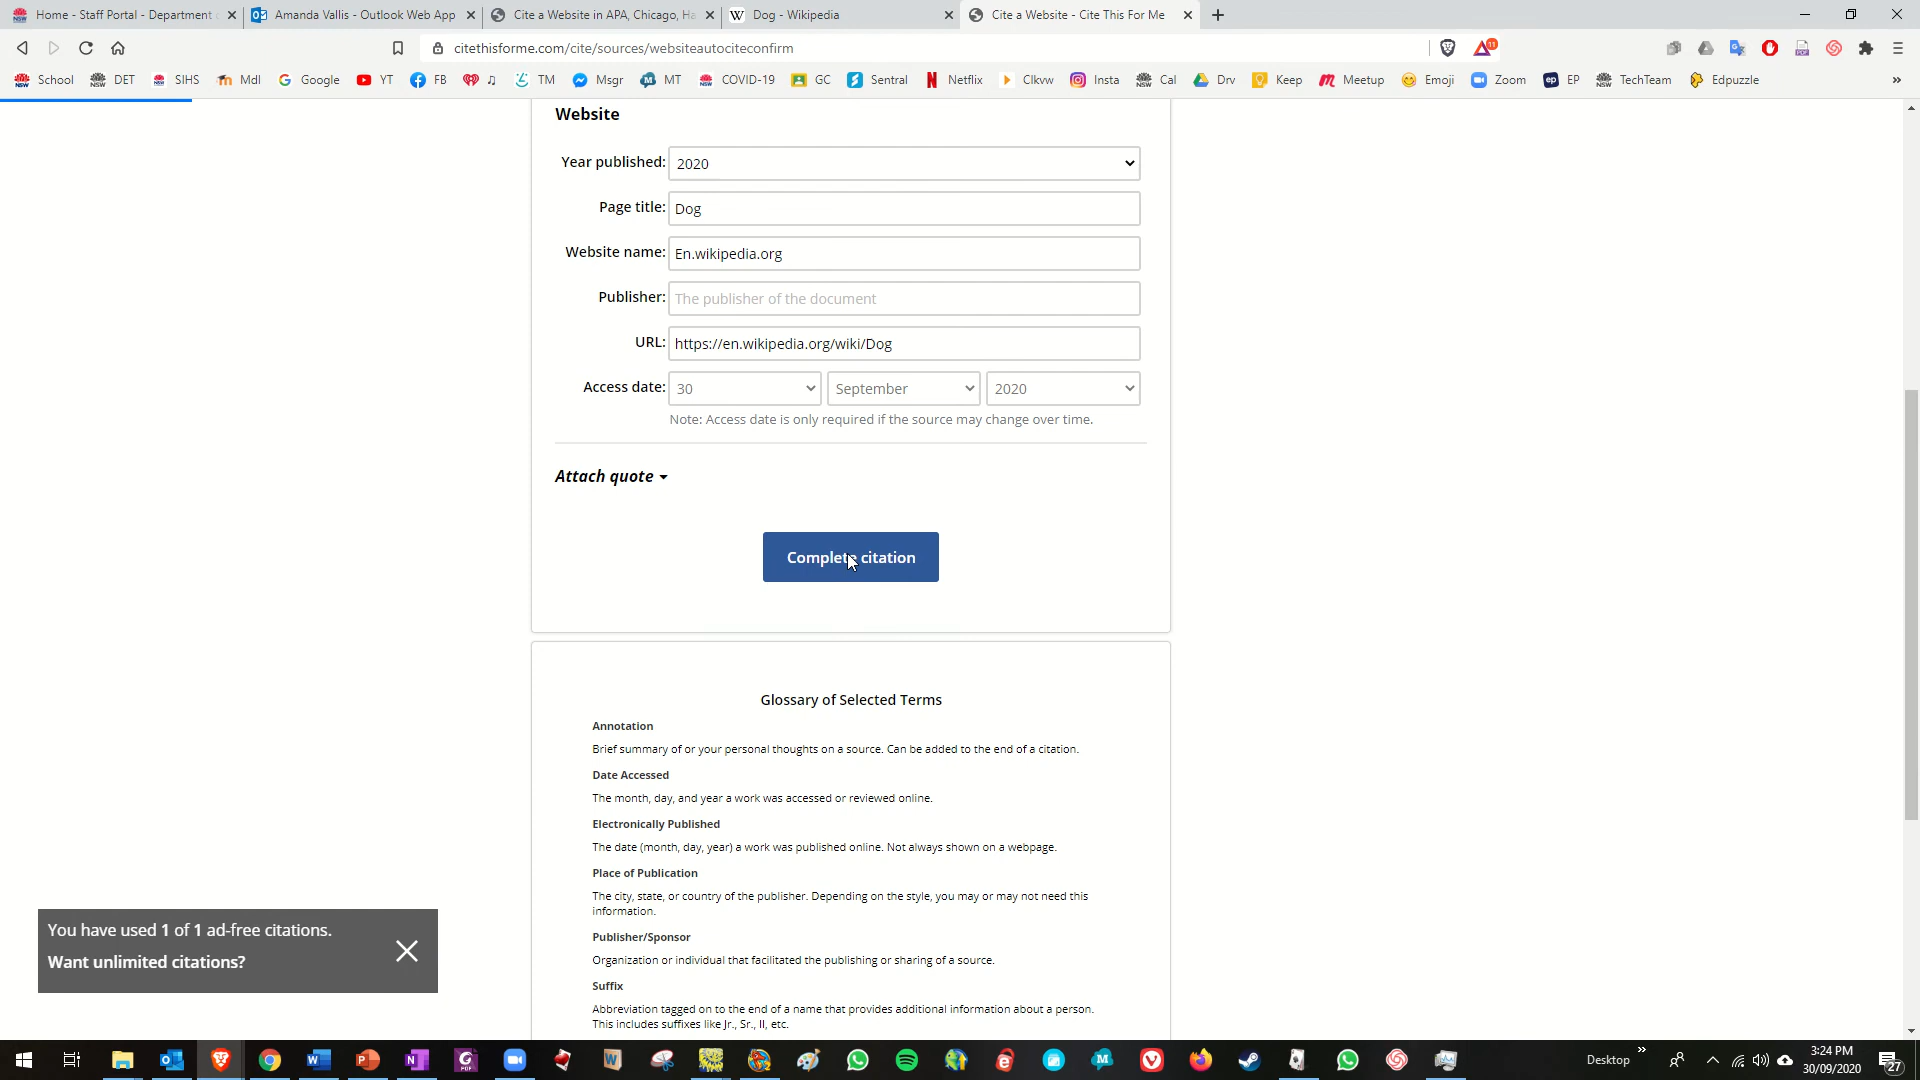 Home - Staff Portal - Department
Amanda Vallis - Outlook Web App
Cite a Website in APA, Chicago, Ha
Dog - Wikipedia
Cite a Website - Cite This For Me
citethisforme.com/cite/sources/websiteautociteconfirm
11
School DET SIHS Mdl Google YT FB ♫ TM Msgr MT COVID-19 GC Sentral Netflix Clkvw Insta Cal Drv Keep Meetup Emoji Zoom EP TechTeam Edpuzzle »
Website
Year published: 2020
Page title: Dog
Website name: En.wikipedia.org
Publisher: The publisher of the document
URL: https://en.wikipedia.org/wiki/Dog
Access date: 30 September 2020
Note: Access date is only required if the source may change over time.
Attach quote
Complete citation
Glossary of Selected Terms
Annotation
Brief summary of or your personal thoughts on a source. Can be added to the end of a citation.
Date Accessed
The month, day, and year a work was accessed or reviewed online.
Electronically Published
The date (month, day, year) a work was published online. Not always shown on a webpage.
Place of Publication
The city, state, or country of the publisher. Depending on the style, you may or may not need this
information.
Publisher/Sponsor
Organization or individual that facilitated the publishing or sharing of a source.
Suffix
Abbreviation tagged on to the end of a name that provides additional information about a person.
This includes suffixes like Jr., Sr., II, etc.
You have used 1 of 1 ad-free citations.
Want unlimited citations?
Desktop »
3:24 PM
30/09/2020
27